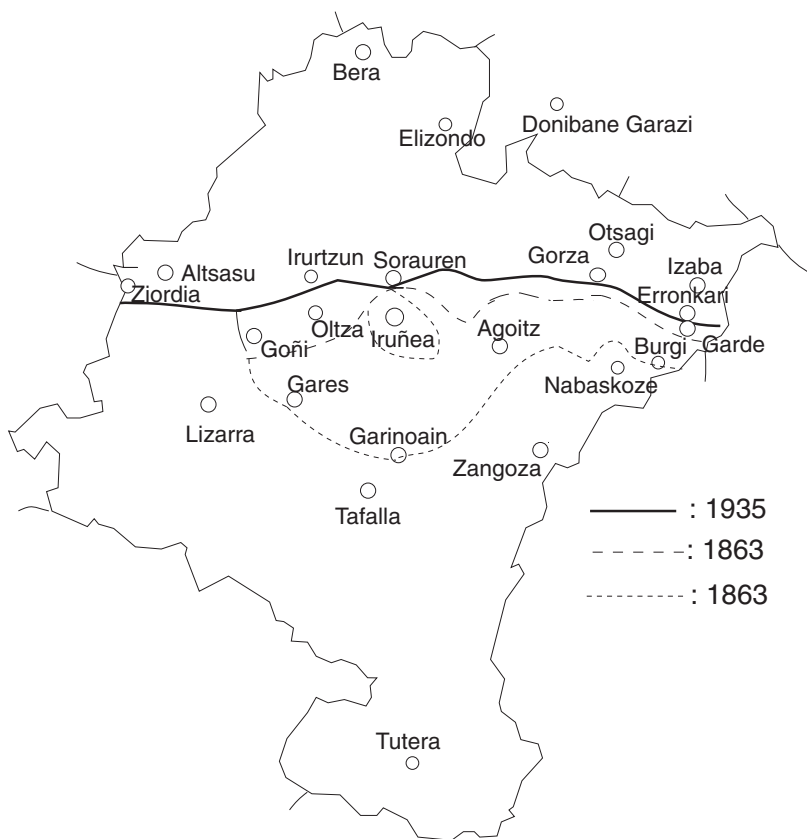 Bera
Elizondo
Donibane Garazi
Otsagi
Irurtzun
Sorauren
Gorza
Izaba
Altsasu
Ziordia
Erronkari
Oltza
Iruñea
Agoitz
Goñi
Burgi
Garde
Gares
Nabaskoze
Lizarra
Garinoain
Zangoza
Tafalla
: 1935
: 1863
: 1863
Tutera